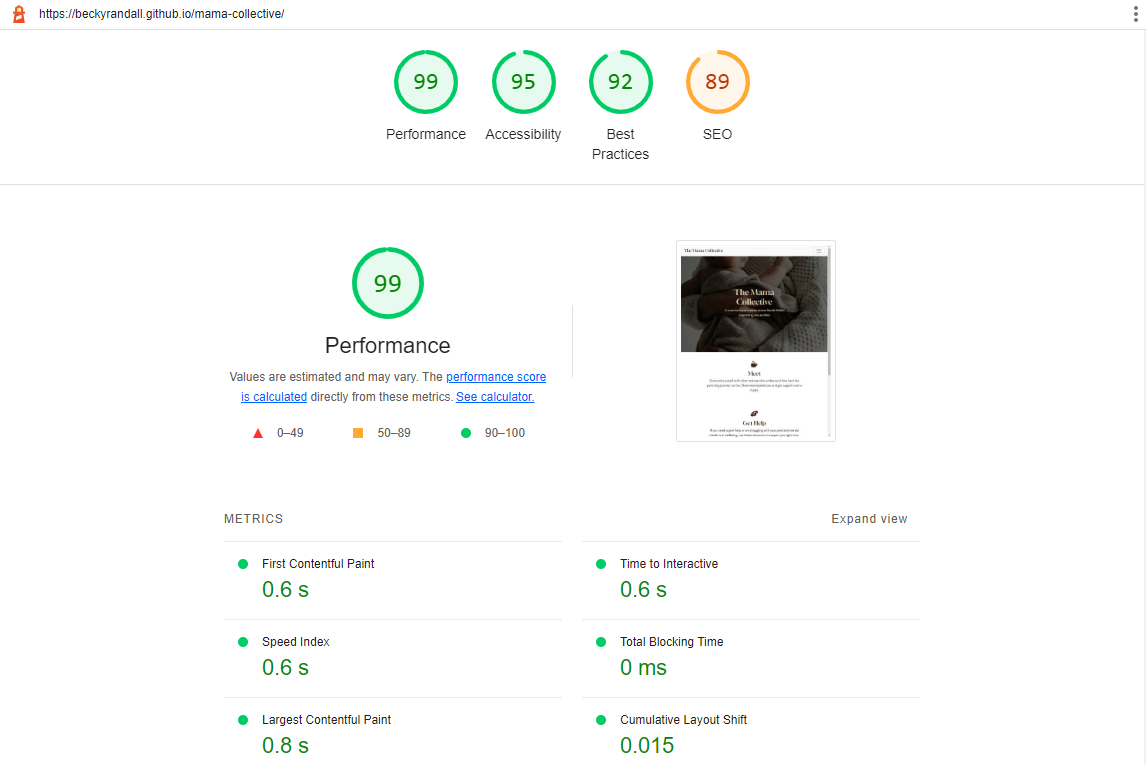 https://beckyrandall.github.io/mama-collective/
99
95
92
89
Performance
Accessibility
Best
Practices
SEO
99
Performance
Values are estimated and may vary. The performance score
is calculated directly from these metrics. See calculator.
0–49
50–89
90–100
The Mama Collective
The Mama
Collective
Meet
Get Help
METRICS
Expand view
First Contentful Paint
0.6 s
Time to Interactive
0.6 s
Speed Index
0.6 s
Total Blocking Time
0 ms
Largest Contentful Paint
0.8 s
Cumulative Layout Shift
0.015